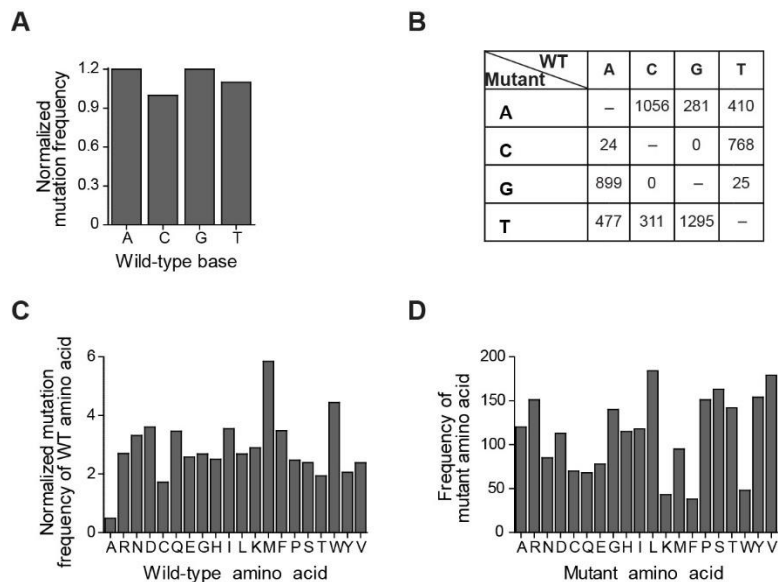 A
Normalized
mutation frequency
1.2
0.9
0.6
0.3
0
A C G T
Wild-type base
B
WT
Mutant
A C G T
A – 1056 281 410
C 24 – 0 768
G 899 0 – 25
T 477 311 1295 –
C
Normalized mutation
frequency of WT amino acid
6
4
2
0
A R N D C Q E G H I L K M F P S T W Y V
Wild-type amino acid
D
Frequency of
mutant amino acid
200
150
100
50
0
A R N D C Q E G H I L K M F P S T W Y V
Mutant amino acid